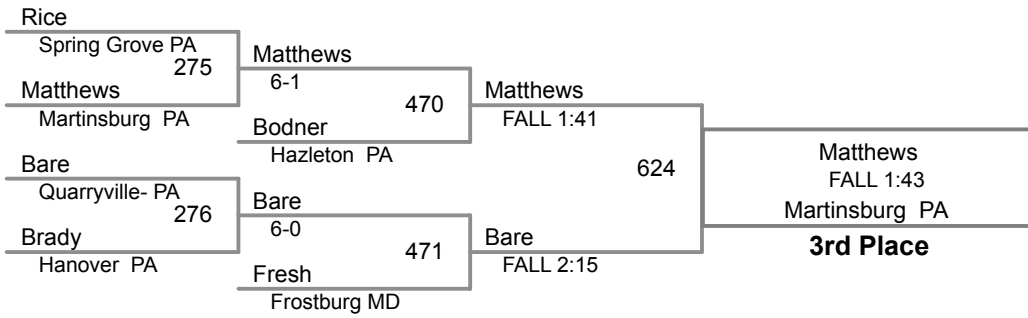 Rice
Spring Grove PA
275
Matthews
Martinsburg PA
Bare
Quarryville- PA
276
Brady
Hanover PA
Matthews
6-1
470
Bodner
Hazleton PA
Bare
6-0
471
Fresh
Frostburg MD
Matthews
FALL 1:41
624
Bare
FALL 2:15
Matthews
FALL 1:43
Martinsburg PA
3rd Place